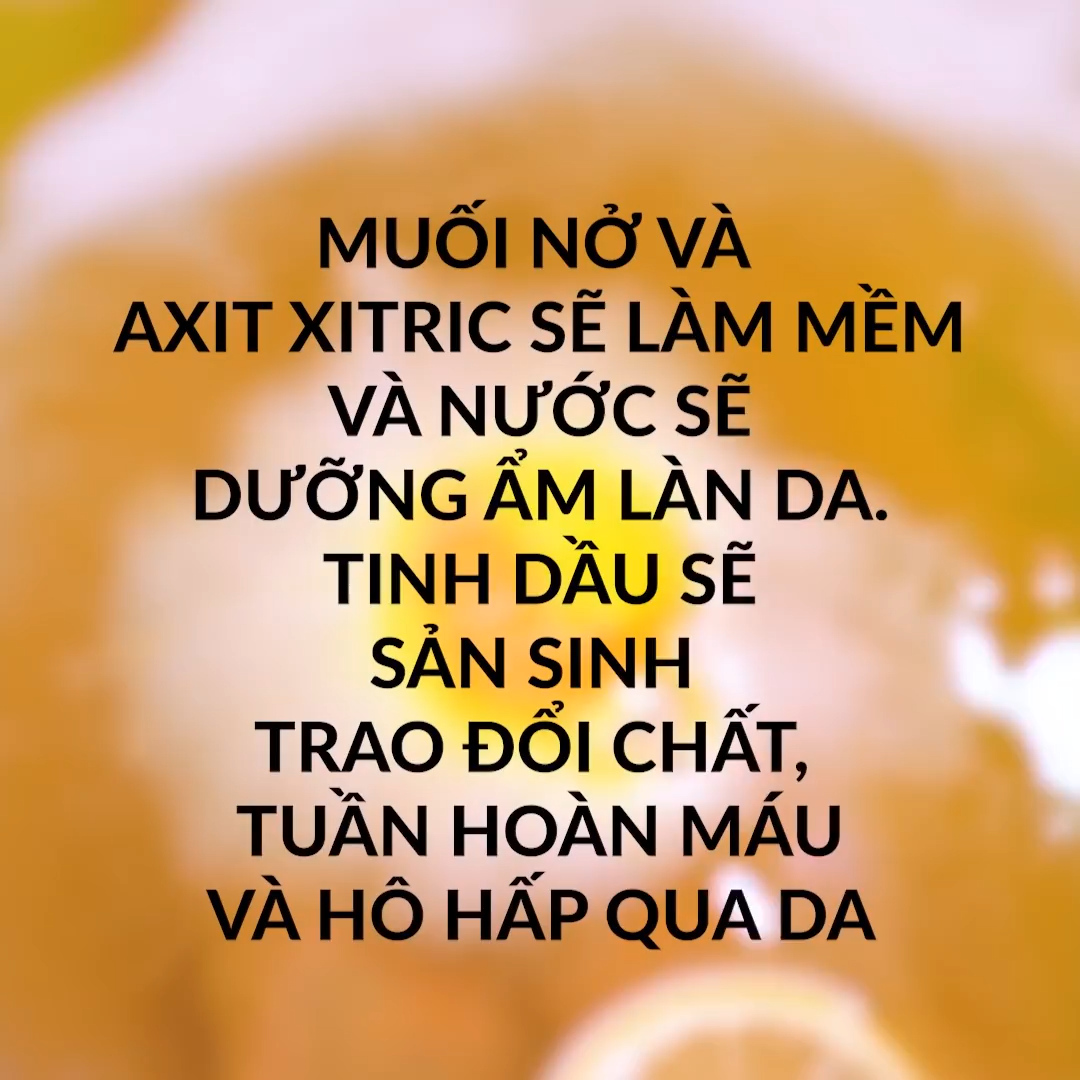 MUỐI NỞ VÀ
AXIT XITRIC SẼ LÀM MỀM
VÀ NƯỚC SẼ
DƯỠNG ẨM LÀN DA.
TINH DẦU SẼ
SẢN SINH
TRAO ĐỔI CHẤT,
TUẦN HOÀN MÁU
VÀ HÔ HẤP QUA DA